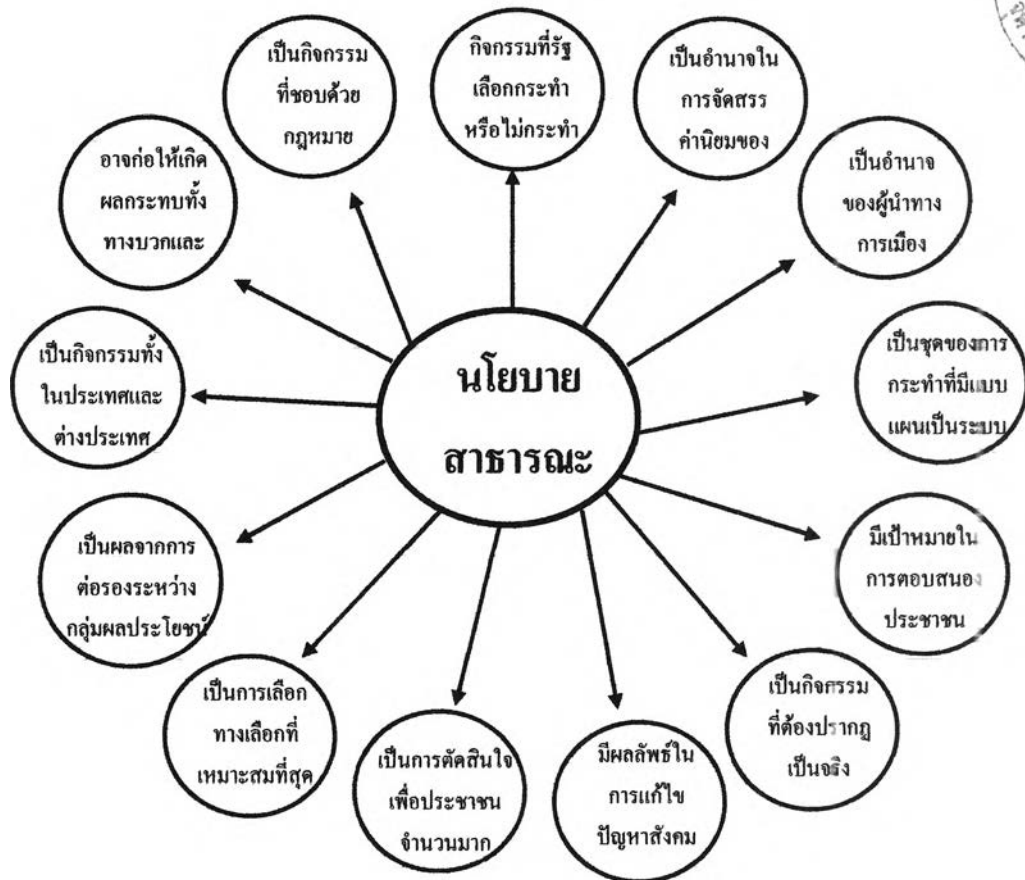 กิจกรรมที่รัฐ
เลือกกระทำ
หรือไม่กระทำ
เป็นอำนาจใน
การจัดสรร
ค่านิยมของ
เป็นอำนาจ
ของผู้นำทาง
การเมือง
เป็นชุดของการ
กระทำที่มีแบบ
แผนเป็นระบบ
มีเป้าหมายใน
การตอบสนอง
ประชาชน
เป็นกิจกรรม
ที่ต้องปรากฎ
เป็นจริง
มีผลลัพธ์ใน
การแก้ไข
ปัญหาสังคม
เป็นการตัดสินใจ
เพื่อประชาชน
จำนวนมาก
เป็นการเลือก
ทางเลือกที่
เหมาะสมที่สุด
เป็นผลจากการ
ต่อรองระหว่าง
กลุ่มผลประโยชน์
เป็นกิจกรรมทั้ง
ในประเทศและ
ต่างประเทศ
อาจก่อให้เกิด
ผลกระทบทั้ง
ทางบวกและ
เป็นกิจกรรม
ที่ชอบด้วย
กฎหมาย
นโยบาย
สาธารณะ